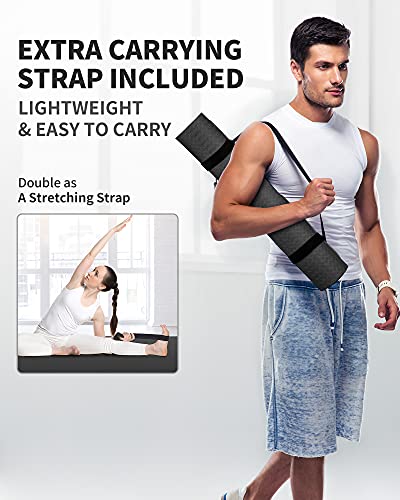 EXTRA CARRYING
STRAP INCLUDED
LIGHTWEIGHT
& EASY TO CARRY
Double as
A Stretching Strap